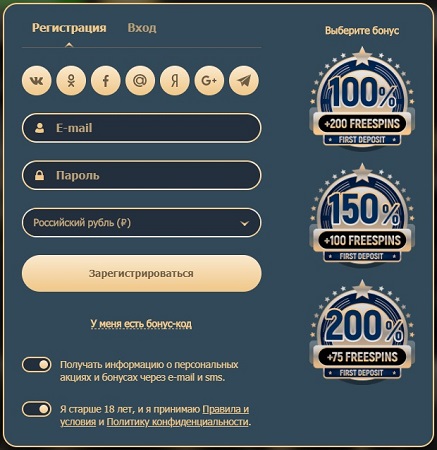 Регистрация Вход
E-mail
Пароль
Российский рубль (₽)
Зарегистрироваться
У меня есть бонус-код
Получать информацию о персональных
акциях и бонусах через e-mail и sms.
Я старше 18 лет, и я принимаю Правила и
условия и Политику конфиденциальности.
Выберите бонус
100%
+200 FREESPINS
FIRST DEPOSIT
150%
+100 FREESPINS
FIRST DEPOSIT
200%
+75 FREESPINS
FIRST DEPOSIT